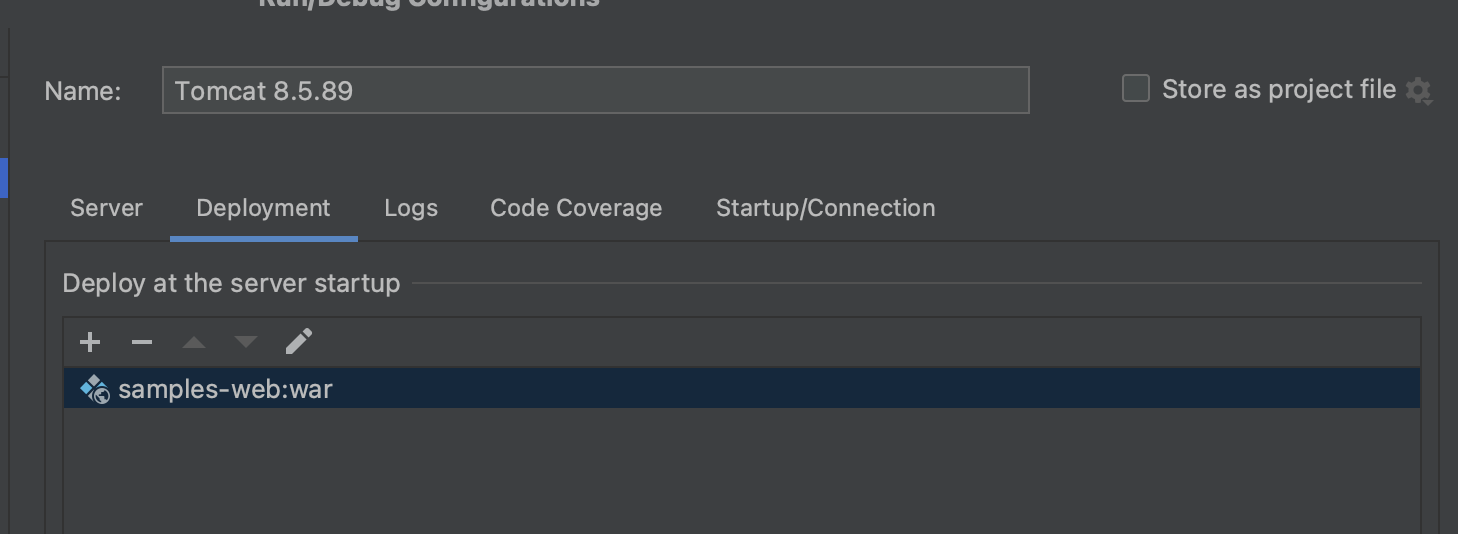 Run/Debug Configurations
Name: Tomcat 8.5.89 Store as project file
Server Deployment Logs Code Coverage Startup/Connection
Deploy at the server startup
samples-web:war